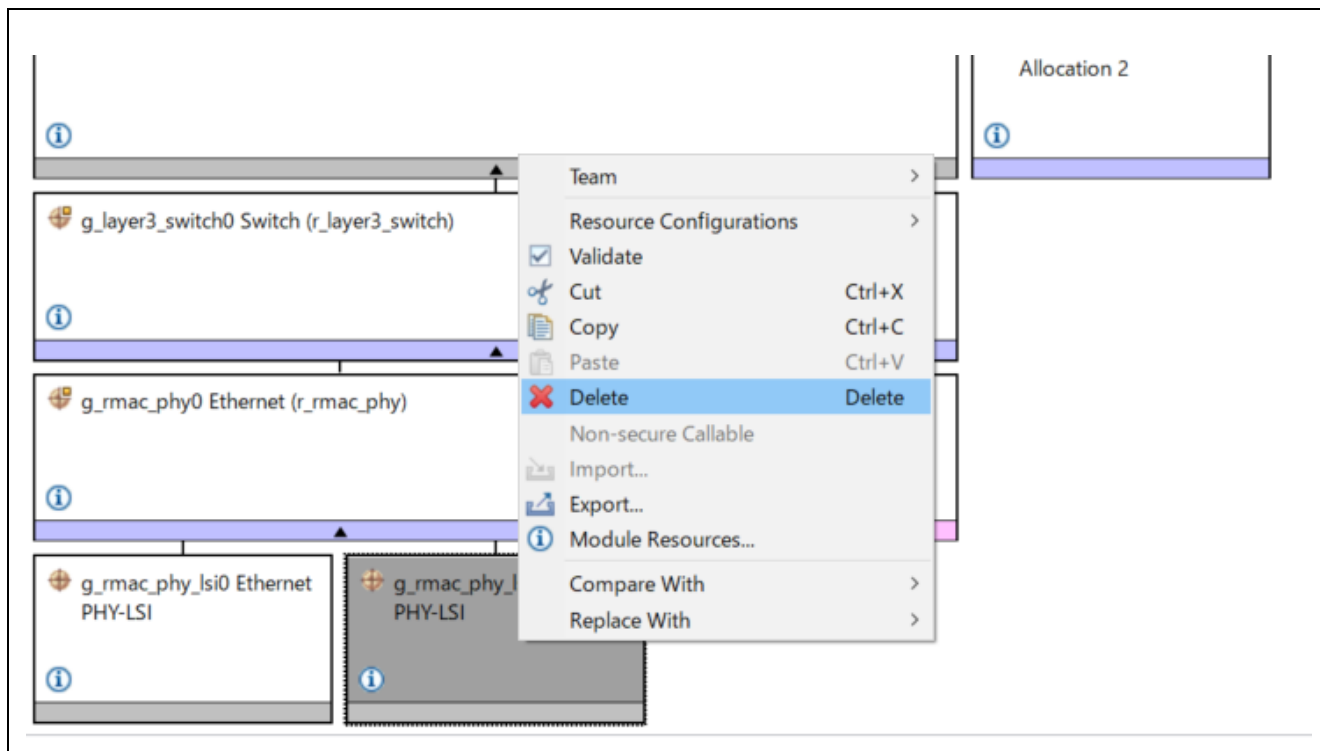 Allocation 2
g_layer3_switch0 Switch (r_layer3_switch)
g_rmac_phy0 Ethernet (r_rmac_phy)
g_rmac_phy_lsi0 Ethernet
PHY-LSI
g_rmac_phy_l
PHY-LSI
Team
Resource Configurations
Validate
Cut Ctrl+X
Copy Ctrl+C
Paste Ctrl+V
Delete Delete
Non-secure Callable
Import...
Export...
Module Resources...
Compare With
Replace With